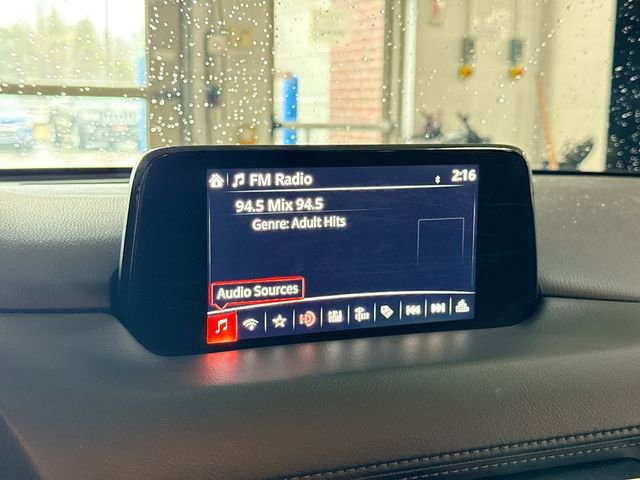 FM Radio
2:16
94.5 Mix 94.5
Genre: Adult Hits
Audio Sources